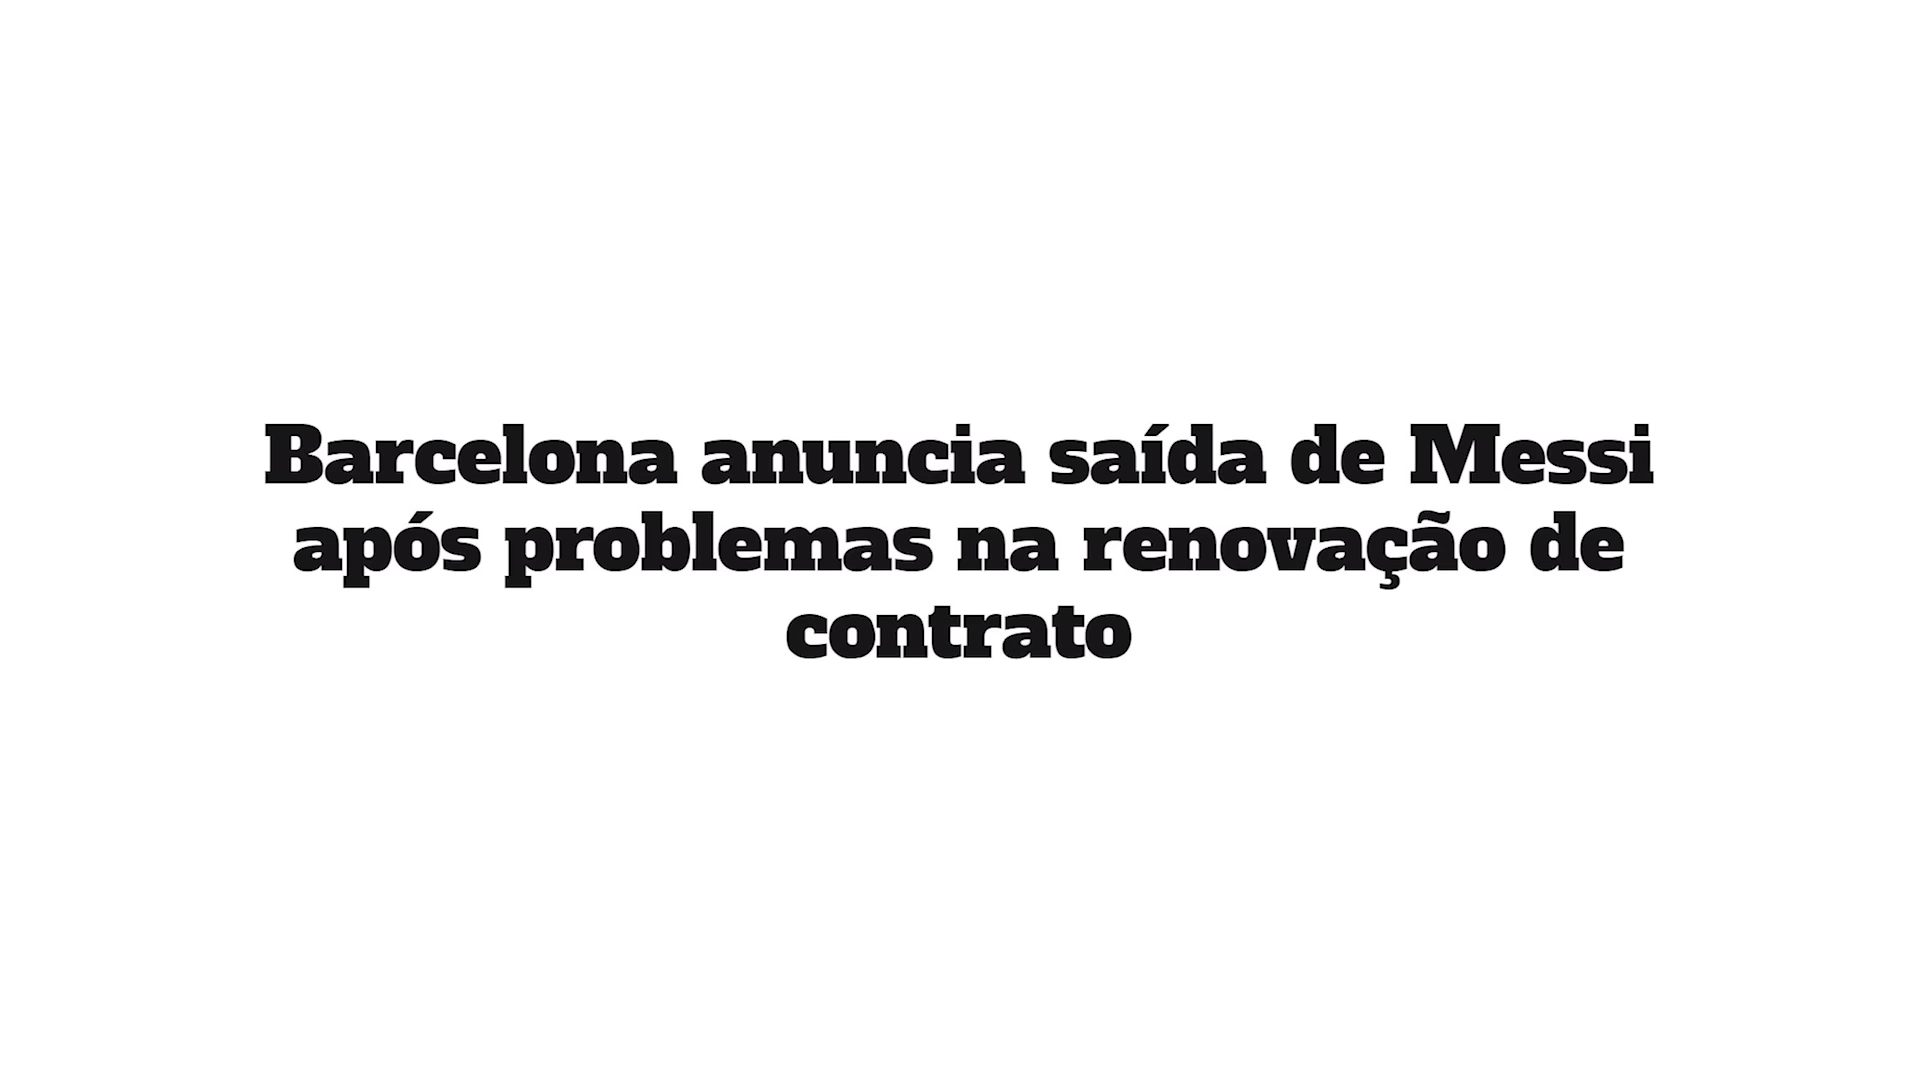 Barcelona anuncia saída de Messi
após problemas na renovação de
contrato